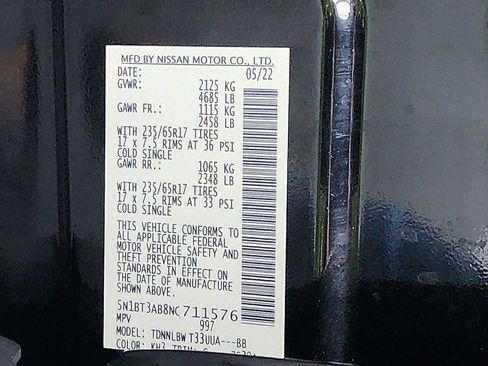 MFD BY NISSAN MOTOR CO., LTD.
DATE: 05/22
GVWR: 2125 KG
4685 LB
GAWR FR.: 1115 KG
2458 LB
WITH 235/65R17 TIRES
17 x 7.5 RIMS AT 36 PSI
COLD SINGLE
GAWR RR.: 1065 KG
2348 LB
WITH 235/65R17 TIRES
17 x 7.5 RIMS AT 33 PSI
COLD SINGLE
THIS VEHICLE CONFORMS TO
ALL APPLICABLE FEDERAL
MOTOR VEHICLE SAFETY AND
THEFT PREVENTION
STANDARDS IN EFFECT ON
THE DATE OF MANUFACTURE
SHOWN ABOVE.
5N1BT3AB8NC711576
MPV 997
MODEL: TDNNLBW T33UUA---BB
COLOR: KH3